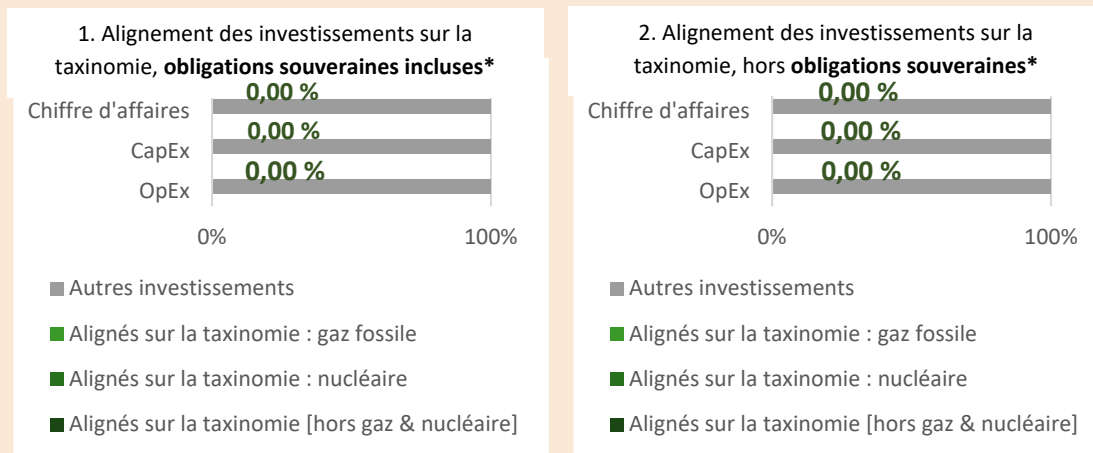 1. Alignement des investissements sur la
taxinomie, obligations souveraines incluses*
0,00 %
Chiffre d'affaires
0,00 %
CapEx
0,00 %
OpEx
0%
100%
Autres investissements
Alignés sur la taxinomie : gaz fossile
Alignés sur la taxinomie : nucléaire
Alignés sur la taxinomie [hors gaz & nucléaire]
2. Alignement des investissements sur la
taxinomie, hors obligations souveraines*
0,00 %
Chiffre d'affaires
0,00 %
CapEx
0,00 %
OpEx
0%
100%
Autres investissements
Alignés sur la taxinomie : gaz fossile
Alignés sur la taxinomie : nucléaire
Alignés sur la taxinomie [hors gaz & nucléaire]